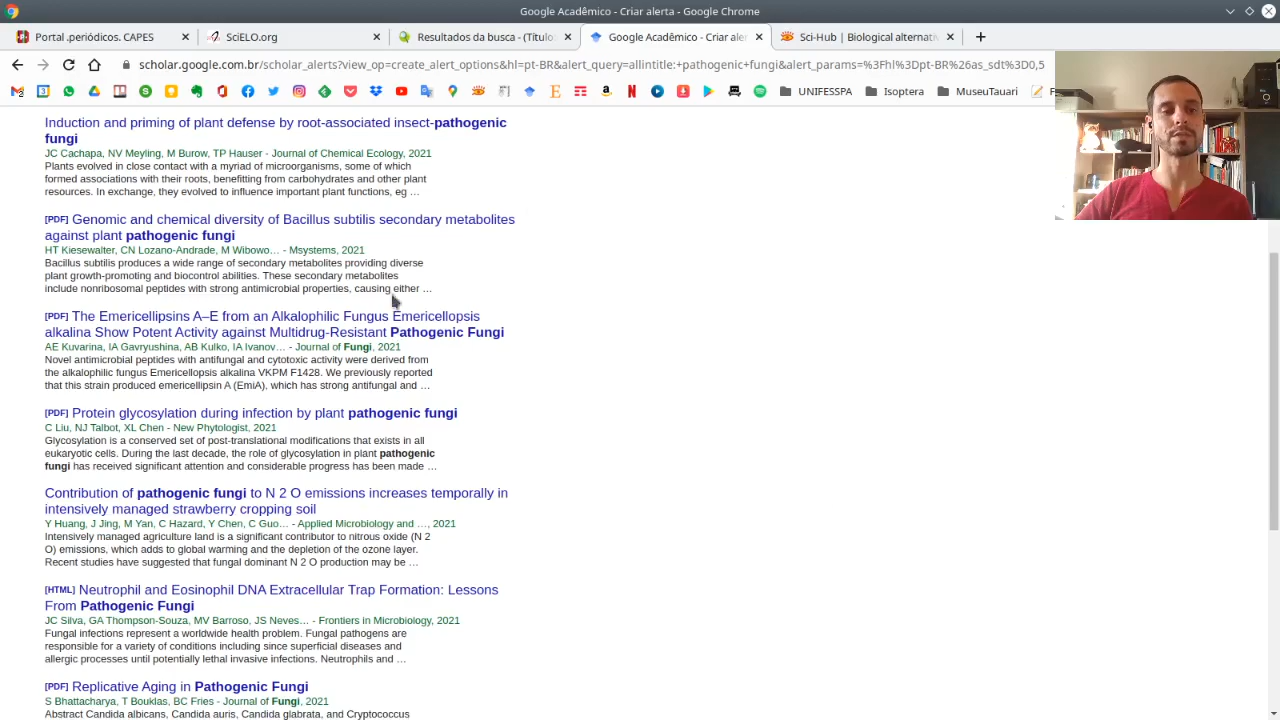 Google Acadêmico - Criar alerta - Google Chrome
Portal .periódicos. CAPES
SciELO.org
Resultados da busca - (Título:
Google Acadêmico - Criar aler
Sci-Hub | Biological alternati
scholar.google.com.br/scholar_alerts?view_op=create_alert_options&hl=pt-BR&alert_query=allintitle:+pathogenic+fungi&alert_params=%3Fhl%3Dpt-BR%26as_sdt%3D0,5
UNIFESSPA
Isoptera
MuseuTauari
Induction and priming of plant defense by root-associated insect-pathogenic
fungi
JC Cachapa, NV Meyling, M Burow, TP Hauser - Journal of Chemical Ecology, 2021
Plants evolved in close contact with a myriad of microorganisms, some of which
formed associations with their roots, benefitting from carbohydrates and other plant
resources. In exchange, they evolved to influence important plant functions, eg ...
[PDF] Genomic and chemical diversity of Bacillus subtilis secondary metabolites
against plant pathogenic fungi
HT Kiesewalter, CN Lozano-Andrade, M Wibowo... - Msystems, 2021
Bacillus subtilis produces a wide range of secondary metabolites providing diverse
plant growth-promoting and biocontrol abilities. These secondary metabolites
include nonribosomal peptides with strong antimicrobial properties, causing either ...
[PDF] The Emericellipsins A–E from an Alkalophilic Fungus Emericellopsis
alkalina Show Potent Activity against Multidrug-Resistant Pathogenic Fungi
AE Kuvarina, IA Gavryushina, AB Kulko, IA Ivanov... - Journal of Fungi, 2021
Novel antimicrobial peptides with antifungal and cytotoxic activity were derived from
the alkalophilic fungus Emericellopsis alkalina VKPM F1428. We previously reported
that this strain produced emericellipsin A (EmiA), which has strong antifungal and ...
[PDF] Protein glycosylation during infection by plant pathogenic fungi
C Liu, NJ Talbot, XL Chen - New Phytologist, 2021
Glycosylation is a conserved set of post-translational modifications that exists in all
eukaryotic cells. During the last decade, the role of glycosylation in plant pathogenic
fungi has received significant attention and considerable progress has been made ...
Contribution of pathogenic fungi to N 2 O emissions increases temporally in
intensively managed strawberry cropping soil
Y Huang, J Jing, M Yan, C Hazard, Y Chen, C Guo... - Applied Microbiology and ..., 2021
Intensively managed agriculture land is a significant contributor to nitrous oxide (N 2
O) emissions, which adds to global warming and the depletion of the ozone layer.
Recent studies have suggested that fungal dominant N 2 O production may be ...
[HTML] Neutrophil and Eosinophil DNA Extracellular Trap Formation: Lessons
From Pathogenic Fungi
JC Silva, GA Thompson-Souza, MV Barroso, JS Neves... - Frontiers in Microbiology, 2021
Fungal infections represent a worldwide health problem. Fungal pathogens are
responsible for a variety of conditions including since superficial diseases and
allergic processes until potentially lethal invasive infections. Neutrophils and ...
[PDF] Replicative Aging in Pathogenic Fungi
S Bhattacharya, T Bouklas, BC Fries - Journal of Fungi, 2021
Abstract Candida albicans, Candida auris, Candida glabrata, and Cryptococcus